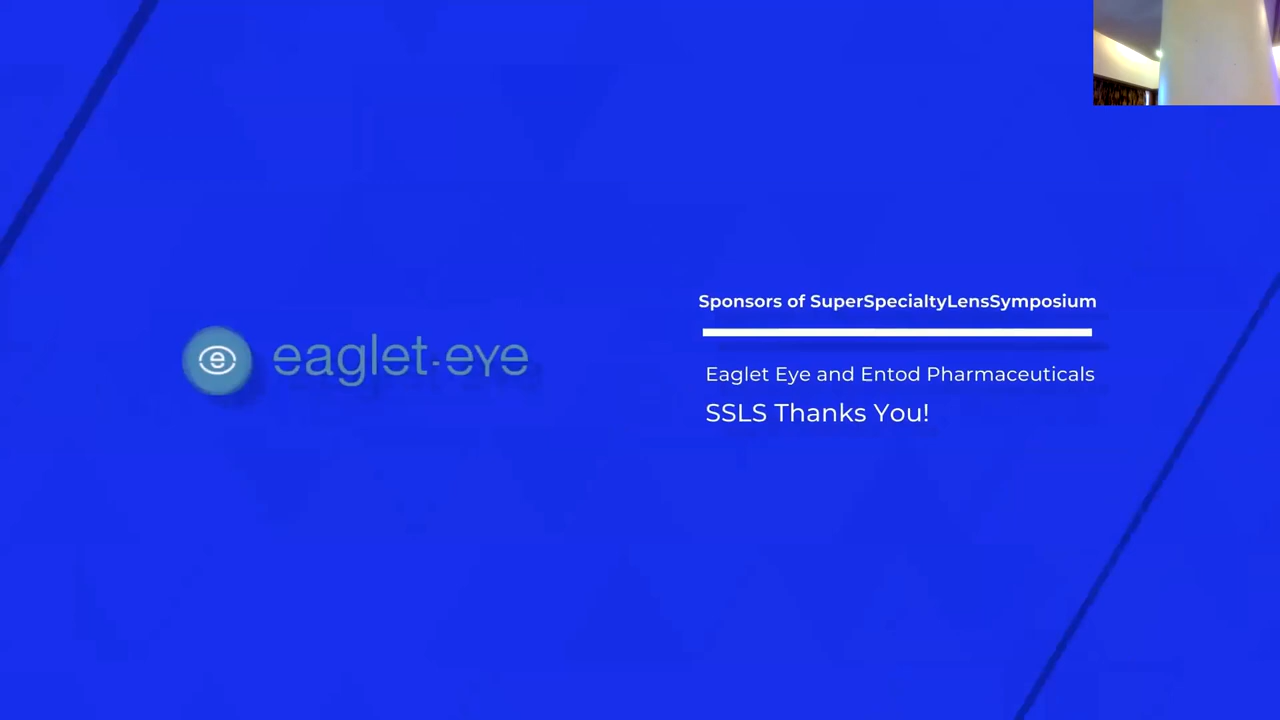 eaglet-eye
Sponsors of SuperSpecialtyLensSymposium
Eaglet Eye and Entod Pharmaceuticals
SSLS Thanks You!